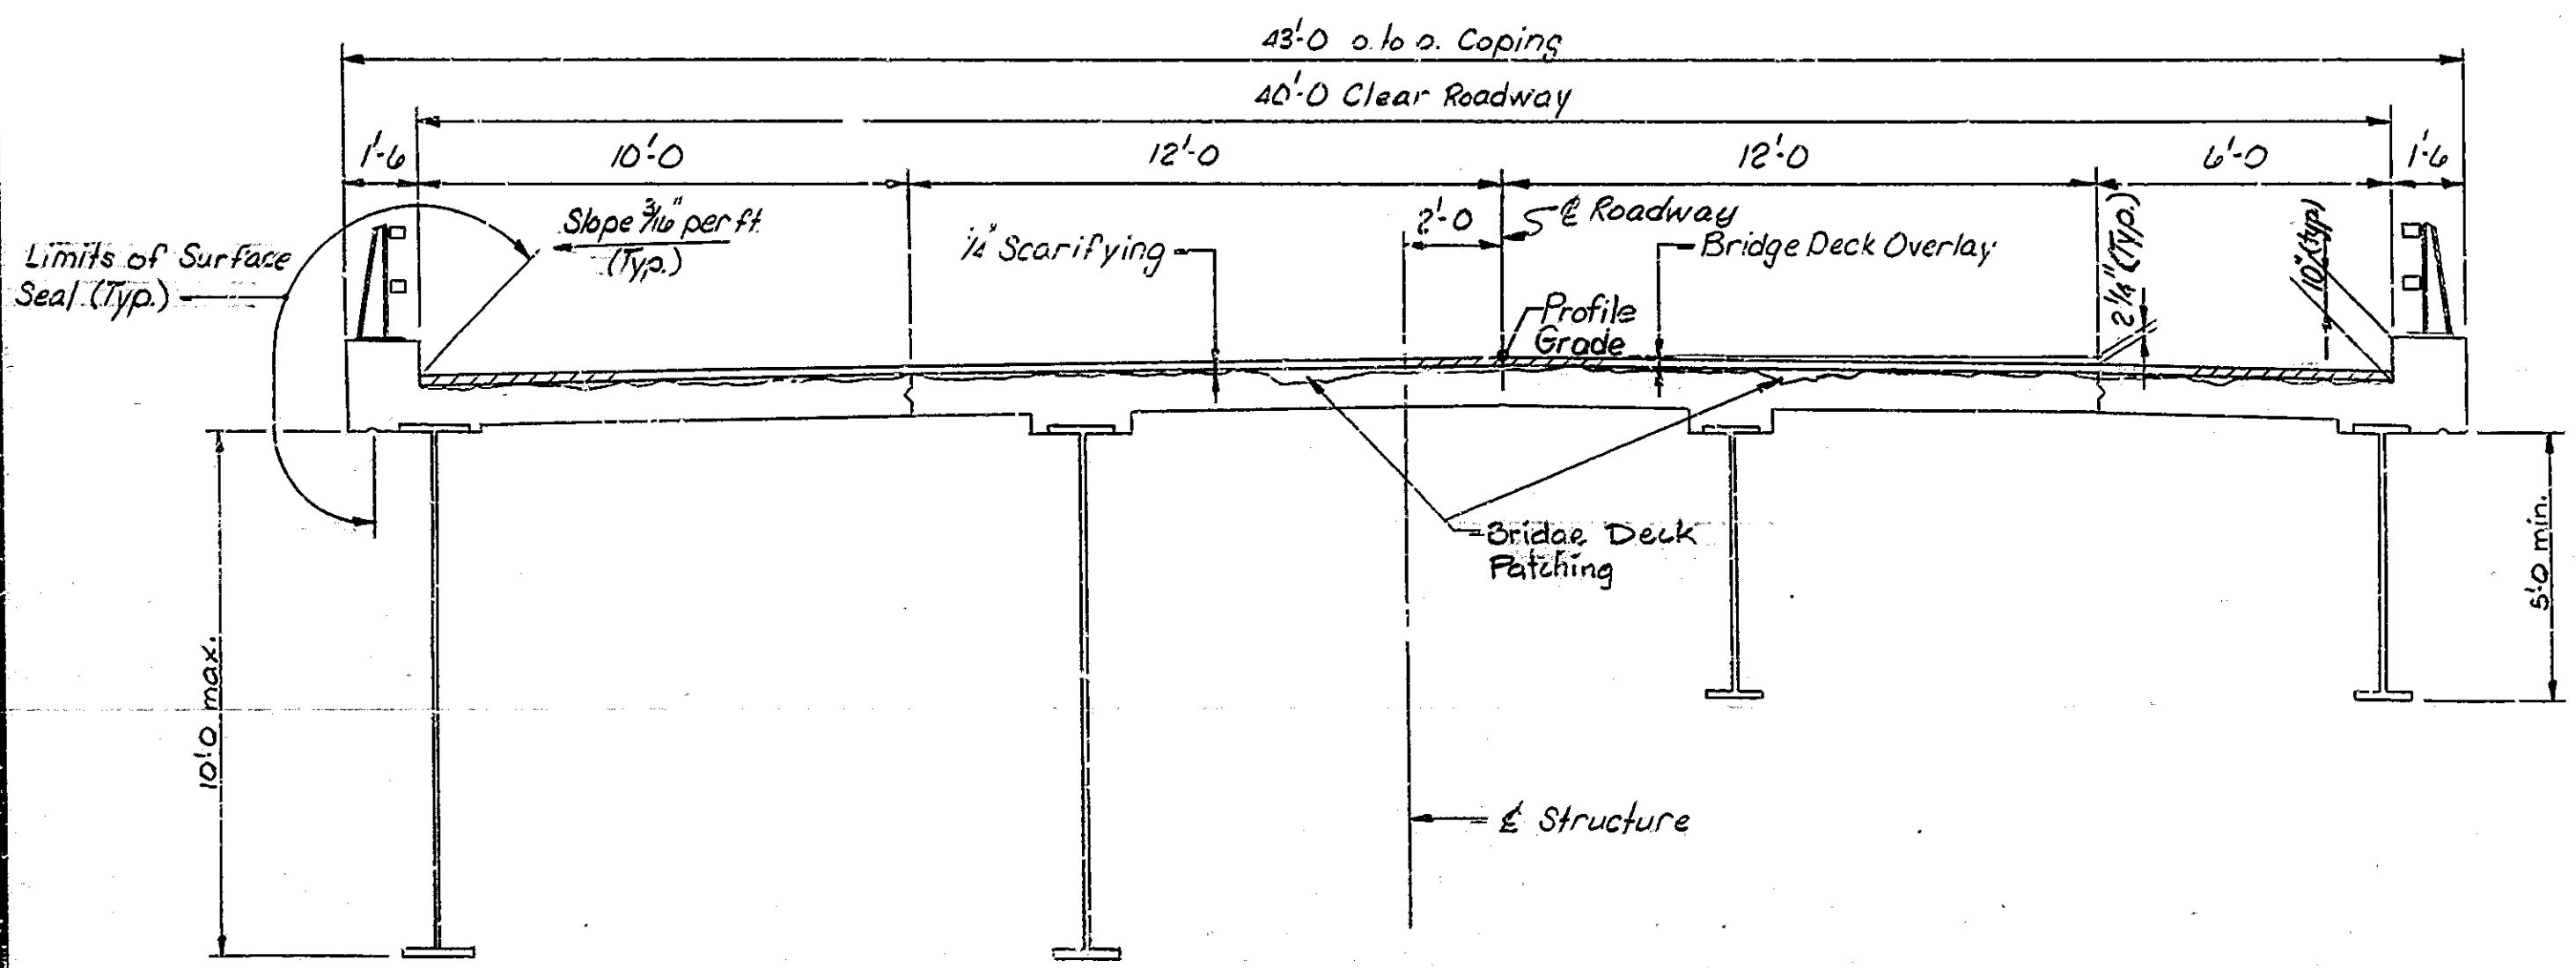 43'-0 o. to o. Coping
40'-0 Clear Roadway
1'-6
10'-0
12'-0
12'-0
6'-0
1'-6
Slope 3/16" per ft.
(Typ.)
2'-0
℄ Roadway
Limits of Surface
Seal (Typ.)
1/4" Scarifying
Bridge Deck Overlay
2 1/4" (Typ.)
10" (typ)
Profile
Grade
Bridge Deck
Patching
10'-0 max.
5'-0 min.
℄ Structure